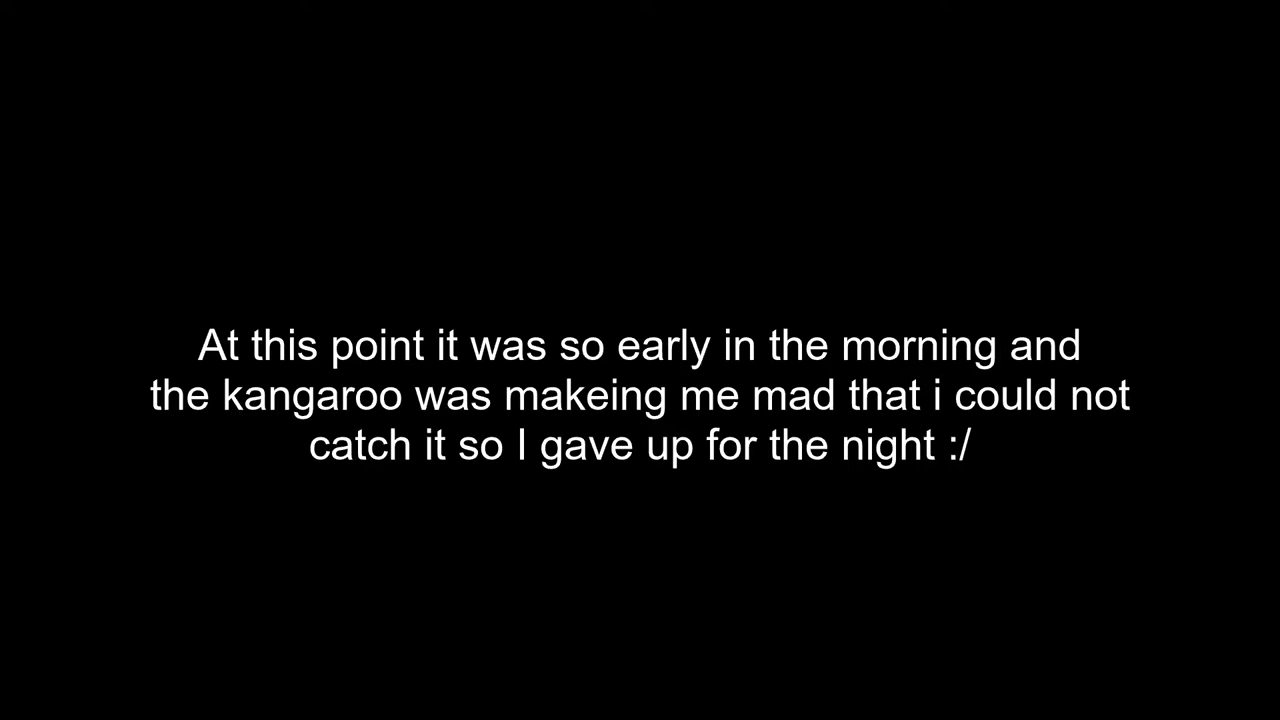 At this point it was so early in the morning and
the kangaroo was makeing me mad that i could not
catch it so I gave up for the night :/